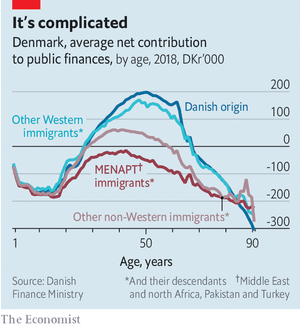 It's complicated
Denmark, average net contribution
to public finances, by age, 2018, DKr'000
200
Danish origin
Other Western
immigrants*
100
0
MENAPT†
immigrants*
-100
-200
Other non-Western immigrants*
-300
1
50
90
Age, years
Source: Danish
Finance Ministry
*And their descendants
†Middle East
and north Africa, Pakistan and Turkey
The Economist